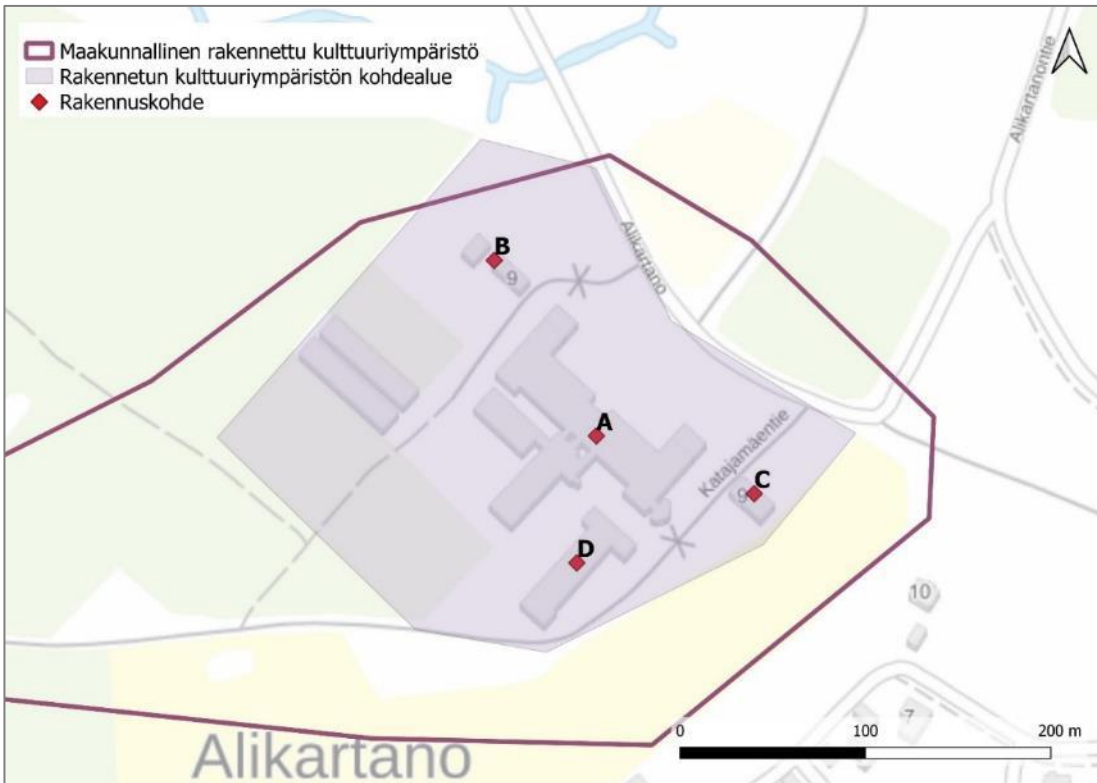 Maakunnallinen rakennettu kulttuuriympäristö
Rakennetun kulttuuriympäristön kohdealue
Rakennuskohde
Alikartanontie
Alikartano
B
9
A
Katajamäentie
C
9
D
10
7
0 100 200 m
Alikartano